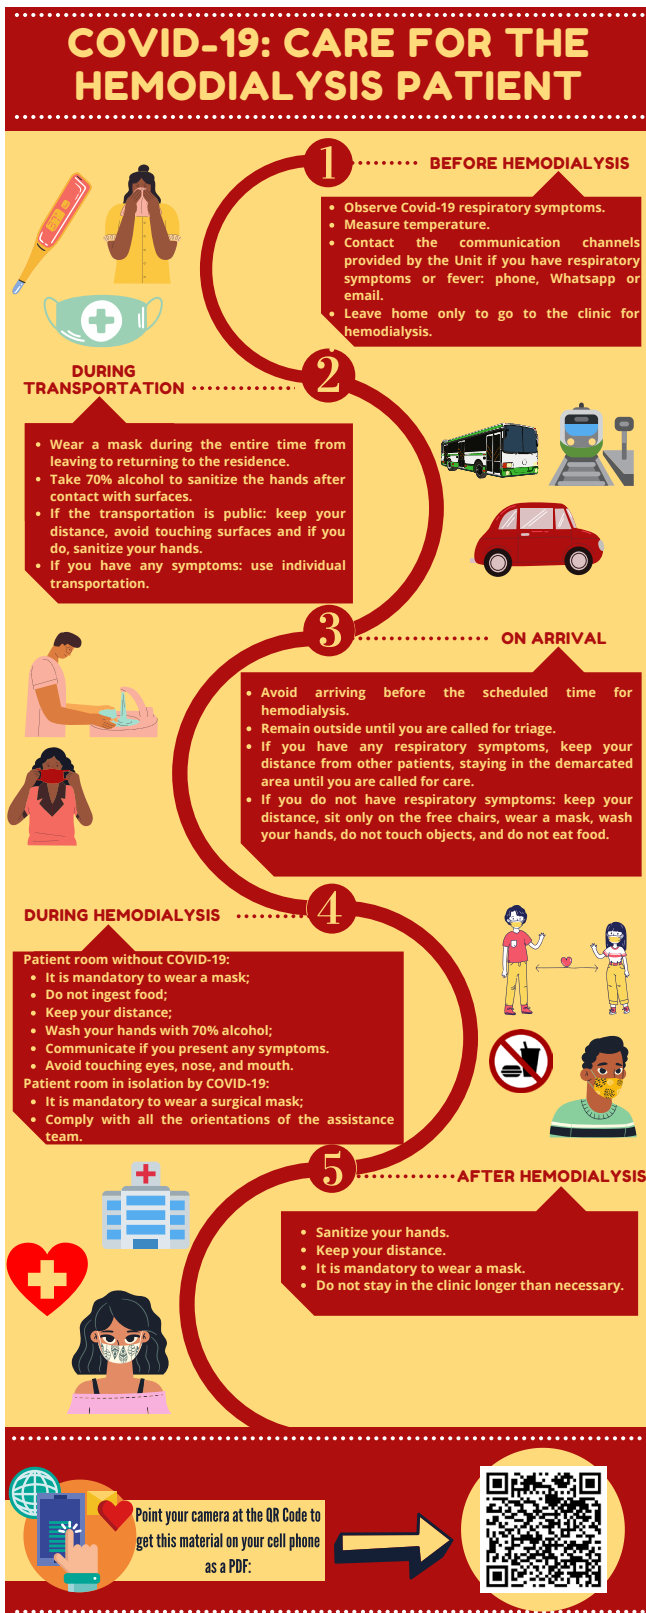 COVID-19: CARE FOR THE
HEMODIALYSIS PATIENT
1
BEFORE HEMODIALYSIS
• Observe Covid-19 respiratory symptoms.
• Measure temperature.
• Contact the communication channels
provided by the Unit if you have respiratory
symptoms or fever: phone, Whatsapp or
email.
• Leave home only to go to the clinic for
hemodialysis.
2
DURING
TRANSPORTATION
• Wear a mask during the entire time from
leaving to returning to the residence.
• Take 70% alcohol to sanitize the hands after
contact with surfaces.
• If the transportation is public: keep your
distance, avoid touching surfaces and if you
do, sanitize your hands.
• If you have any symptoms: use individual
transportation.
3
ON ARRIVAL
• Avoid arriving before the scheduled time for
hemodialysis.
• Remain outside until you are called for triage.
• If you have any respiratory symptoms, keep your
distance from other patients, staying in the demarcated
area until you are called for care.
• If you do not have respiratory symptoms: keep your
distance, sit only on the free chairs, wear a mask, wash
your hands, do not touch objects, and do not eat food.
4
DURING HEMODIALYSIS
Patient room without COVID-19:
• It is mandatory to wear a mask;
• Do not ingest food;
• Keep your distance;
• Wash your hands with 70% alcohol;
• Communicate if you present any symptoms.
• Avoid touching eyes, nose, and mouth.
Patient room in isolation by COVID-19:
• It is mandatory to wear a surgical mask;
• Comply with all the orientations of the assistance
team.
5
AFTER HEMODIALYSIS
• Sanitize your hands.
• Keep your distance.
• It is mandatory to wear a mask.
• Do not stay in the clinic longer than necessary.
Point your camera at the QR Code to
get this material on your cell phone
as a PDF: